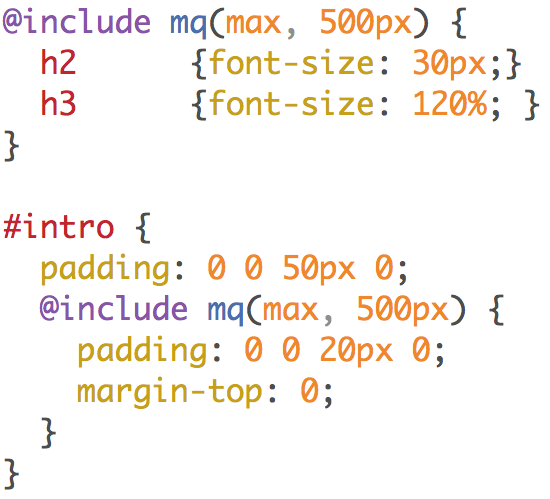 @include mq(max, 500px) {
  h2      {font-size: 30px;}
  h3      {font-size: 120%; }
}

#intro {
  padding: 0 0 50px 0;
  @include mq(max, 500px) {
    padding: 0 0 20px 0;
    margin-top: 0;
  }
}